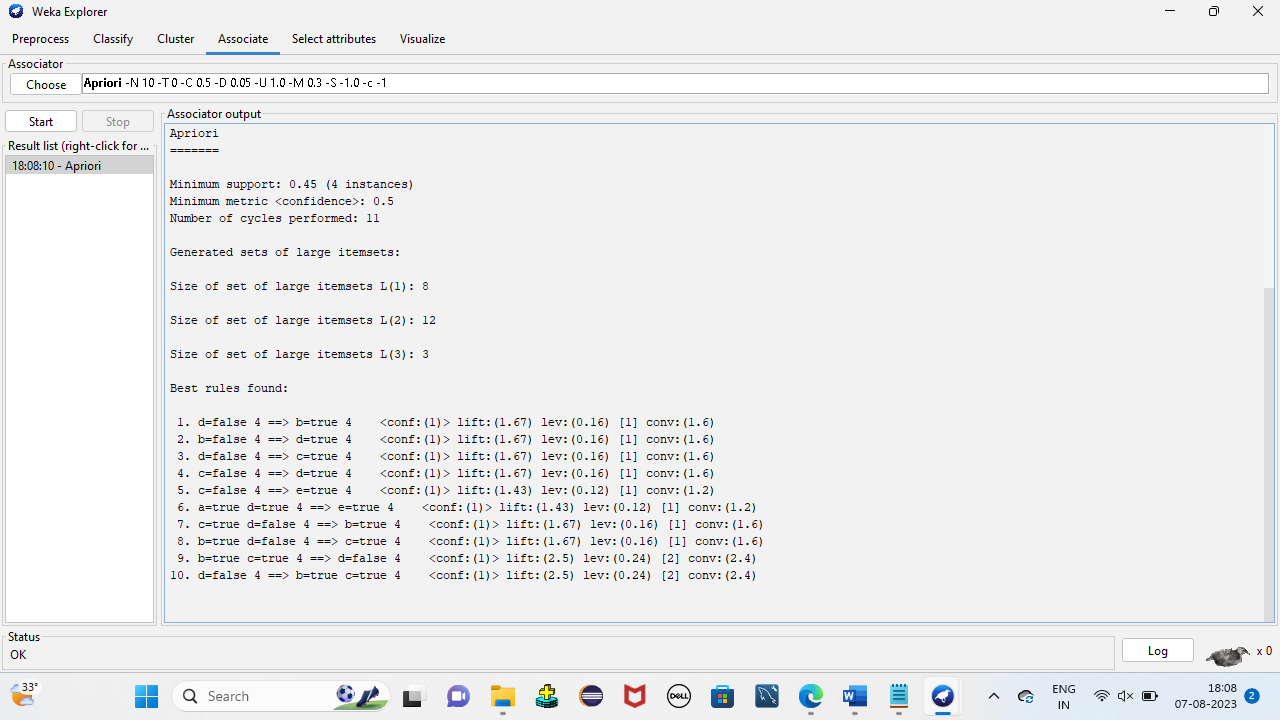 Weka Explorer
Preprocess Classify Cluster Associate Select attributes Visualize
Associator
Choose Apriori -N 10 -T 0 -C 0.5 -D 0.05 -U 1.0 -M 0.3 -S -1.0 -c -1
Start Stop
Result list (right-click for ...
18:08:10 - Apriori
Associator output
Apriori
=======
Minimum support: 0.45 (4 instances)
Minimum metric <confidence>: 0.5
Number of cycles performed: 11
Generated sets of large itemsets:
Size of set of large itemsets L(1): 8
Size of set of large itemsets L(2): 12
Size of set of large itemsets L(3): 3
Best rules found:
1. d=false 4 ==> b=true 4 <conf:(1)> lift:(1.67) lev:(0.16) [1] conv:(1.6)
2. b=false 4 ==> d=true 4 <conf:(1)> lift:(1.67) lev:(0.16) [1] conv:(1.6)
3. d=false 4 ==> c=true 4 <conf:(1)> lift:(1.67) lev:(0.16) [1] conv:(1.6)
4. c=false 4 ==> d=true 4 <conf:(1)> lift:(1.67) lev:(0.16) [1] conv:(1.6)
5. c=false 4 ==> e=true 4 <conf:(1)> lift:(1.43) lev:(0.12) [1] conv:(1.2)
6. a=true d=true 4 ==> e=true 4 <conf:(1)> lift:(1.43) lev:(0.12) [1] conv:(1.2)
7. c=true d=false 4 ==> b=true 4 <conf:(1)> lift:(1.67) lev:(0.16) [1] conv:(1.6)
8. b=true d=false 4 ==> c=true 4 <conf:(1)> lift:(1.67) lev:(0.16) [1] conv:(1.6)
9. b=true c=true 4 ==> d=false 4 <conf:(1)> lift:(2.5) lev:(0.24) [2] conv:(2.4)
10. d=false 4 ==> b=true c=true 4 <conf:(1)> lift:(2.5) lev:(0.24) [2] conv:(2.4)
Status
OK
Log
x 0
33°
Search
DELL
W
ENG
IN
18:08
07-08-2023
2